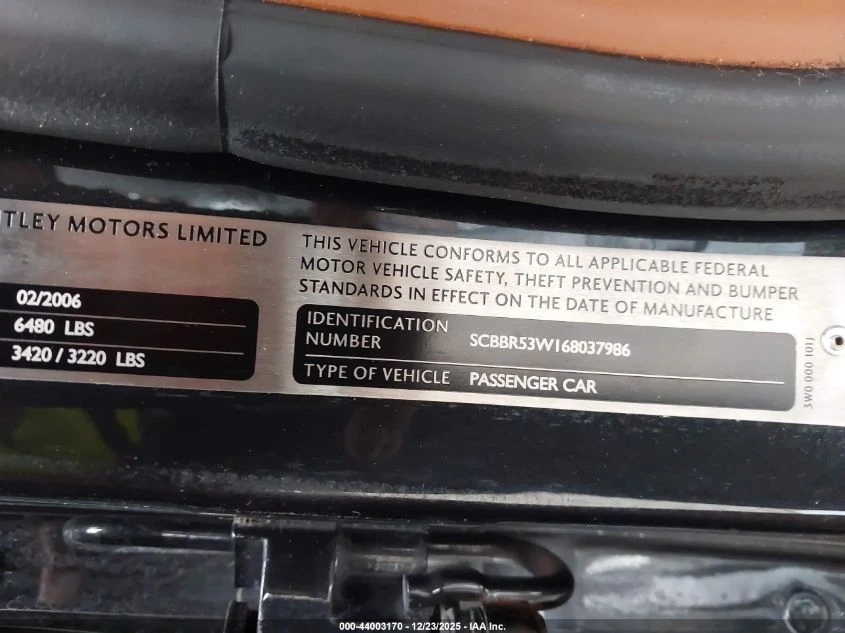 TLEY MOTORS LIMITED
02/2006
6480 LBS
3420 / 3220 LBS
THIS VEHICLE CONFORMS TO ALL APPLICABLE FEDERAL
MOTOR VEHICLE SAFETY, THEFT PREVENTION AND BUMPER
STANDARDS IN EFFECT ON THE DATE OF MANUFACTURE
IDENTIFICATION
NUMBER SCBBR53W168037986
TYPE OF VEHICLE PASSENGER CAR
3W0 000 101J
000-44003170 - 12/23/2025 - IAA Inc.